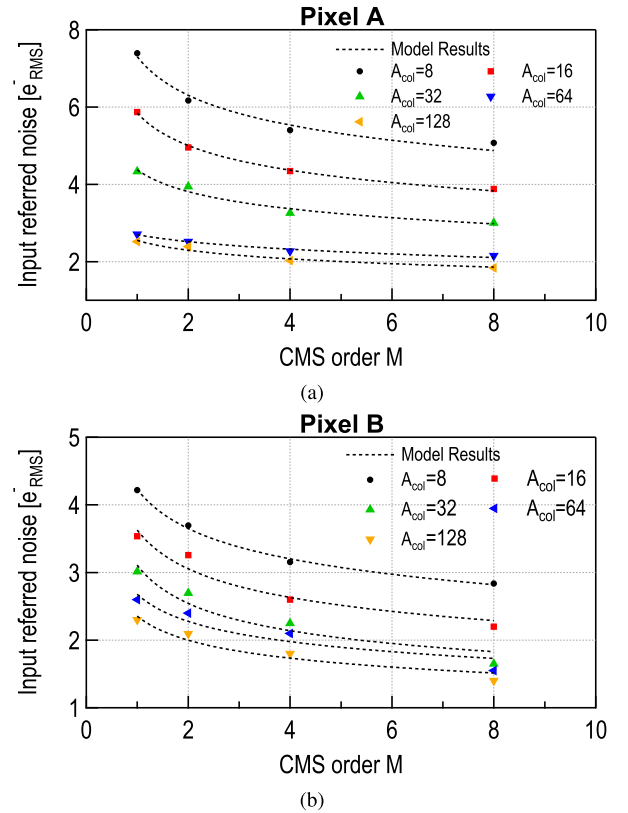 Pixel A
Input referred noise [e⁻RMS]
8
6
4
2
Model Results
Acol=8
Acol=16
Acol=32
Acol=64
Acol=128
0 2 4 6 8 10
CMS order M
(a)
Pixel B
Input referred noise [e⁻RMS]
5
4
3
2
1
Model Results
Acol=8
Acol=16
Acol=32
Acol=64
Acol=128
0 2 4 6 8 10
CMS order M
(b)